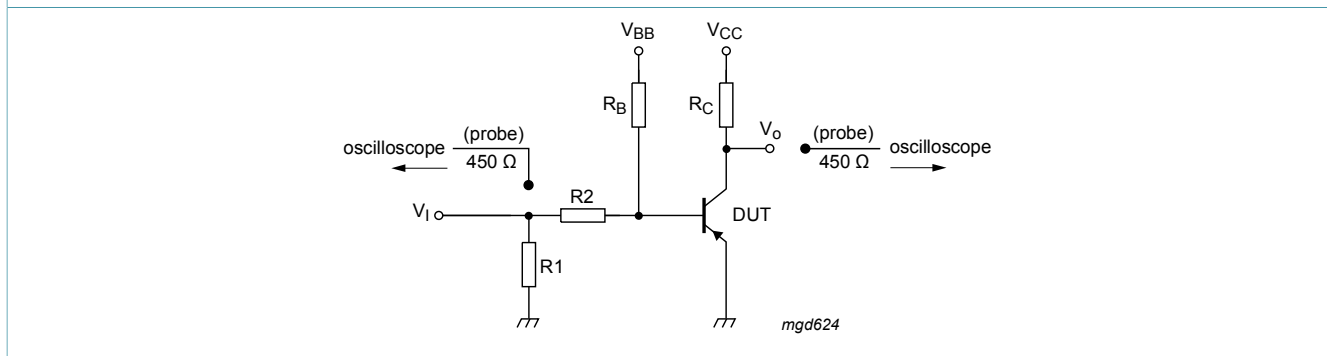 V_BB V_CC
R_B R_C
(probe) V_o (probe)
oscilloscope 450 Ω 450 Ω oscilloscope
R2
V_I DUT
R1
mgd624